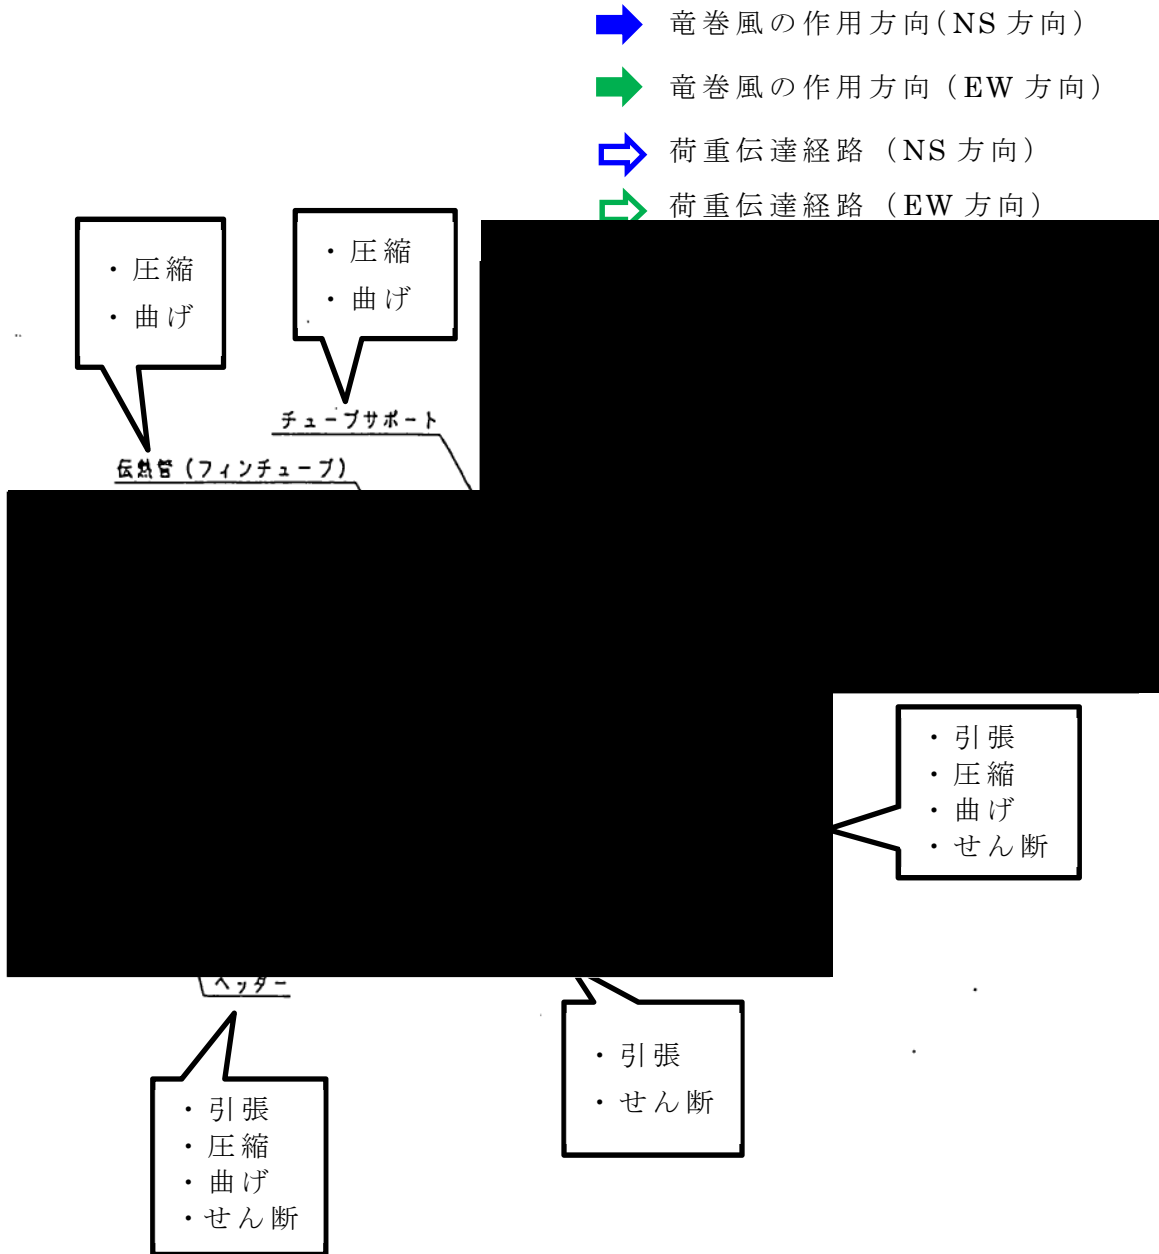 竜巻風の作用方向(NS 方向)
竜巻風の作用方向（EW 方向）
荷重伝達経路（NS 方向）
荷重伝達経路（EW 方向）
・圧縮
・曲げ
・圧縮
・曲げ
チューブサポート
伝熱管（フィンチューブ）
・引張
・圧縮
・曲げ
・せん断
ヘッダー
・引張
・せん断
・引張
・圧縮
・曲げ
・せん断